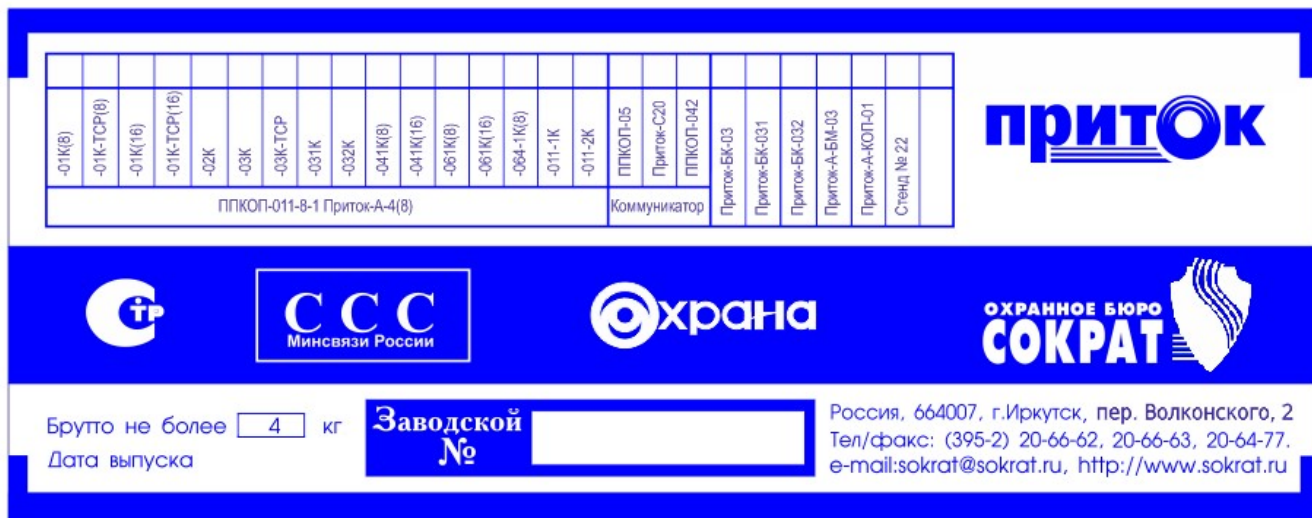 -01К(8)
-01К-ТСР(8)
-01К(16)
-01К-ТСР(16)
-02К
-03К
-03К-ТСР
-031К
-032К
-041К(8)
-041К(16)
-061К(8)
-061К(16)
-064-1К(8)
-011-1К
-011-2К
ППКОП-05
Приток-С20
ППКОП-042
Приток-БК-03
Приток-БК-031
Приток-БК-032
Приток-А-БМ-03
Приток-А-КОП-01
Стенд № 22
ППКОП-011-8-1 Приток-А-4(8)
Коммуникатор
приток
СТР
ССС
Минсвязи России
Охрана
ОХРАННОЕ БЮРО
СОКРАТ
Брутто не более 4 кг
Дата выпуска
Заводской
№
Россия, 664007, г.Иркутск, пер. Волконского, 2
Тел/факс: (395-2) 20-66-62, 20-66-63, 20-64-77.
e-mail:sokrat@sokrat.ru, http://www.sokrat.ru